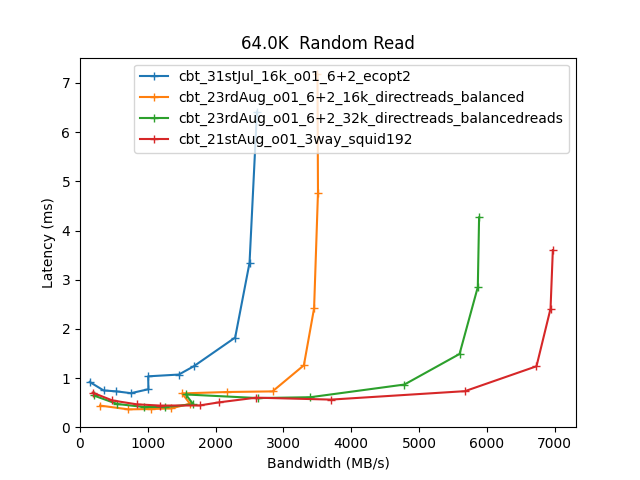 64.0K  Random Read
cbt_31stJul_16k_o01_6+2_ecopt2
cbt_23rdAug_o01_6+2_16k_directreads_balanced
cbt_23rdAug_o01_6+2_32k_directreads_balancedreads
cbt_21stAug_o01_3way_squid192
Latency (ms)
7
6
5
4
3
2
1
0
0 1000 2000 3000 4000 5000 6000 7000
Bandwidth (MB/s)